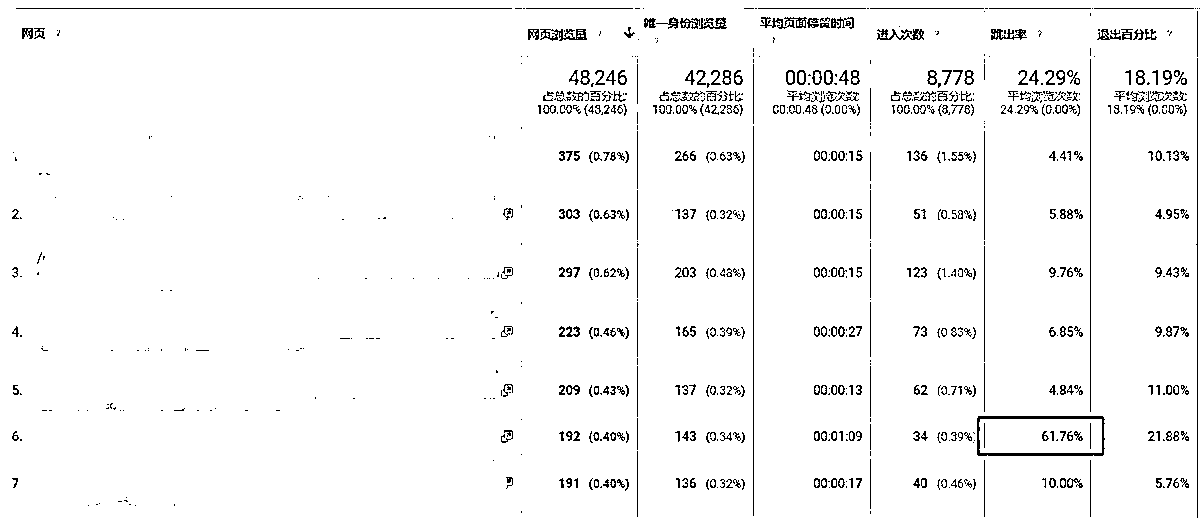 网页 ? 网页浏览量 ? ↓ 唯一身份浏览量 ? 平均页面停留时间 ? 进入次数 ? 跳出率 ? 退出百分比 ?
48,246 42,286 00:00:48 8,778 24.29% 18.19%
占总数的百分比: 占总数的百分比: 平均浏览次数: 占总数的百分比: 平均浏览次数: 平均浏览次数:
100.00% (48,246) 100.00% (42,286) 00:00:48 (0.00%) 100.00% (8,778) 24.29% (0.00%) 18.19% (0.00%)
375 (0.78%) 266 (0.63%) 00:00:15 136 (1.55%) 4.41% 10.13%
2. 303 (0.63%) 137 (0.32%) 00:00:15 51 (0.58%) 5.88% 4.95%
3. 297 (0.62%) 203 (0.48%) 00:00:15 123 (1.40%) 9.76% 9.43%
4. 223 (0.46%) 165 (0.39%) 00:00:27 73 (0.83%) 6.85% 9.87%
5. 209 (0.43%) 137 (0.32%) 00:00:13 62 (0.71%) 4.84% 11.00%
6. 192 (0.40%) 143 (0.34%) 00:01:09 34 (0.39%) 61.76% 21.88%
7 191 (0.40%) 136 (0.32%) 00:00:17 40 (0.46%) 10.00% 5.76%